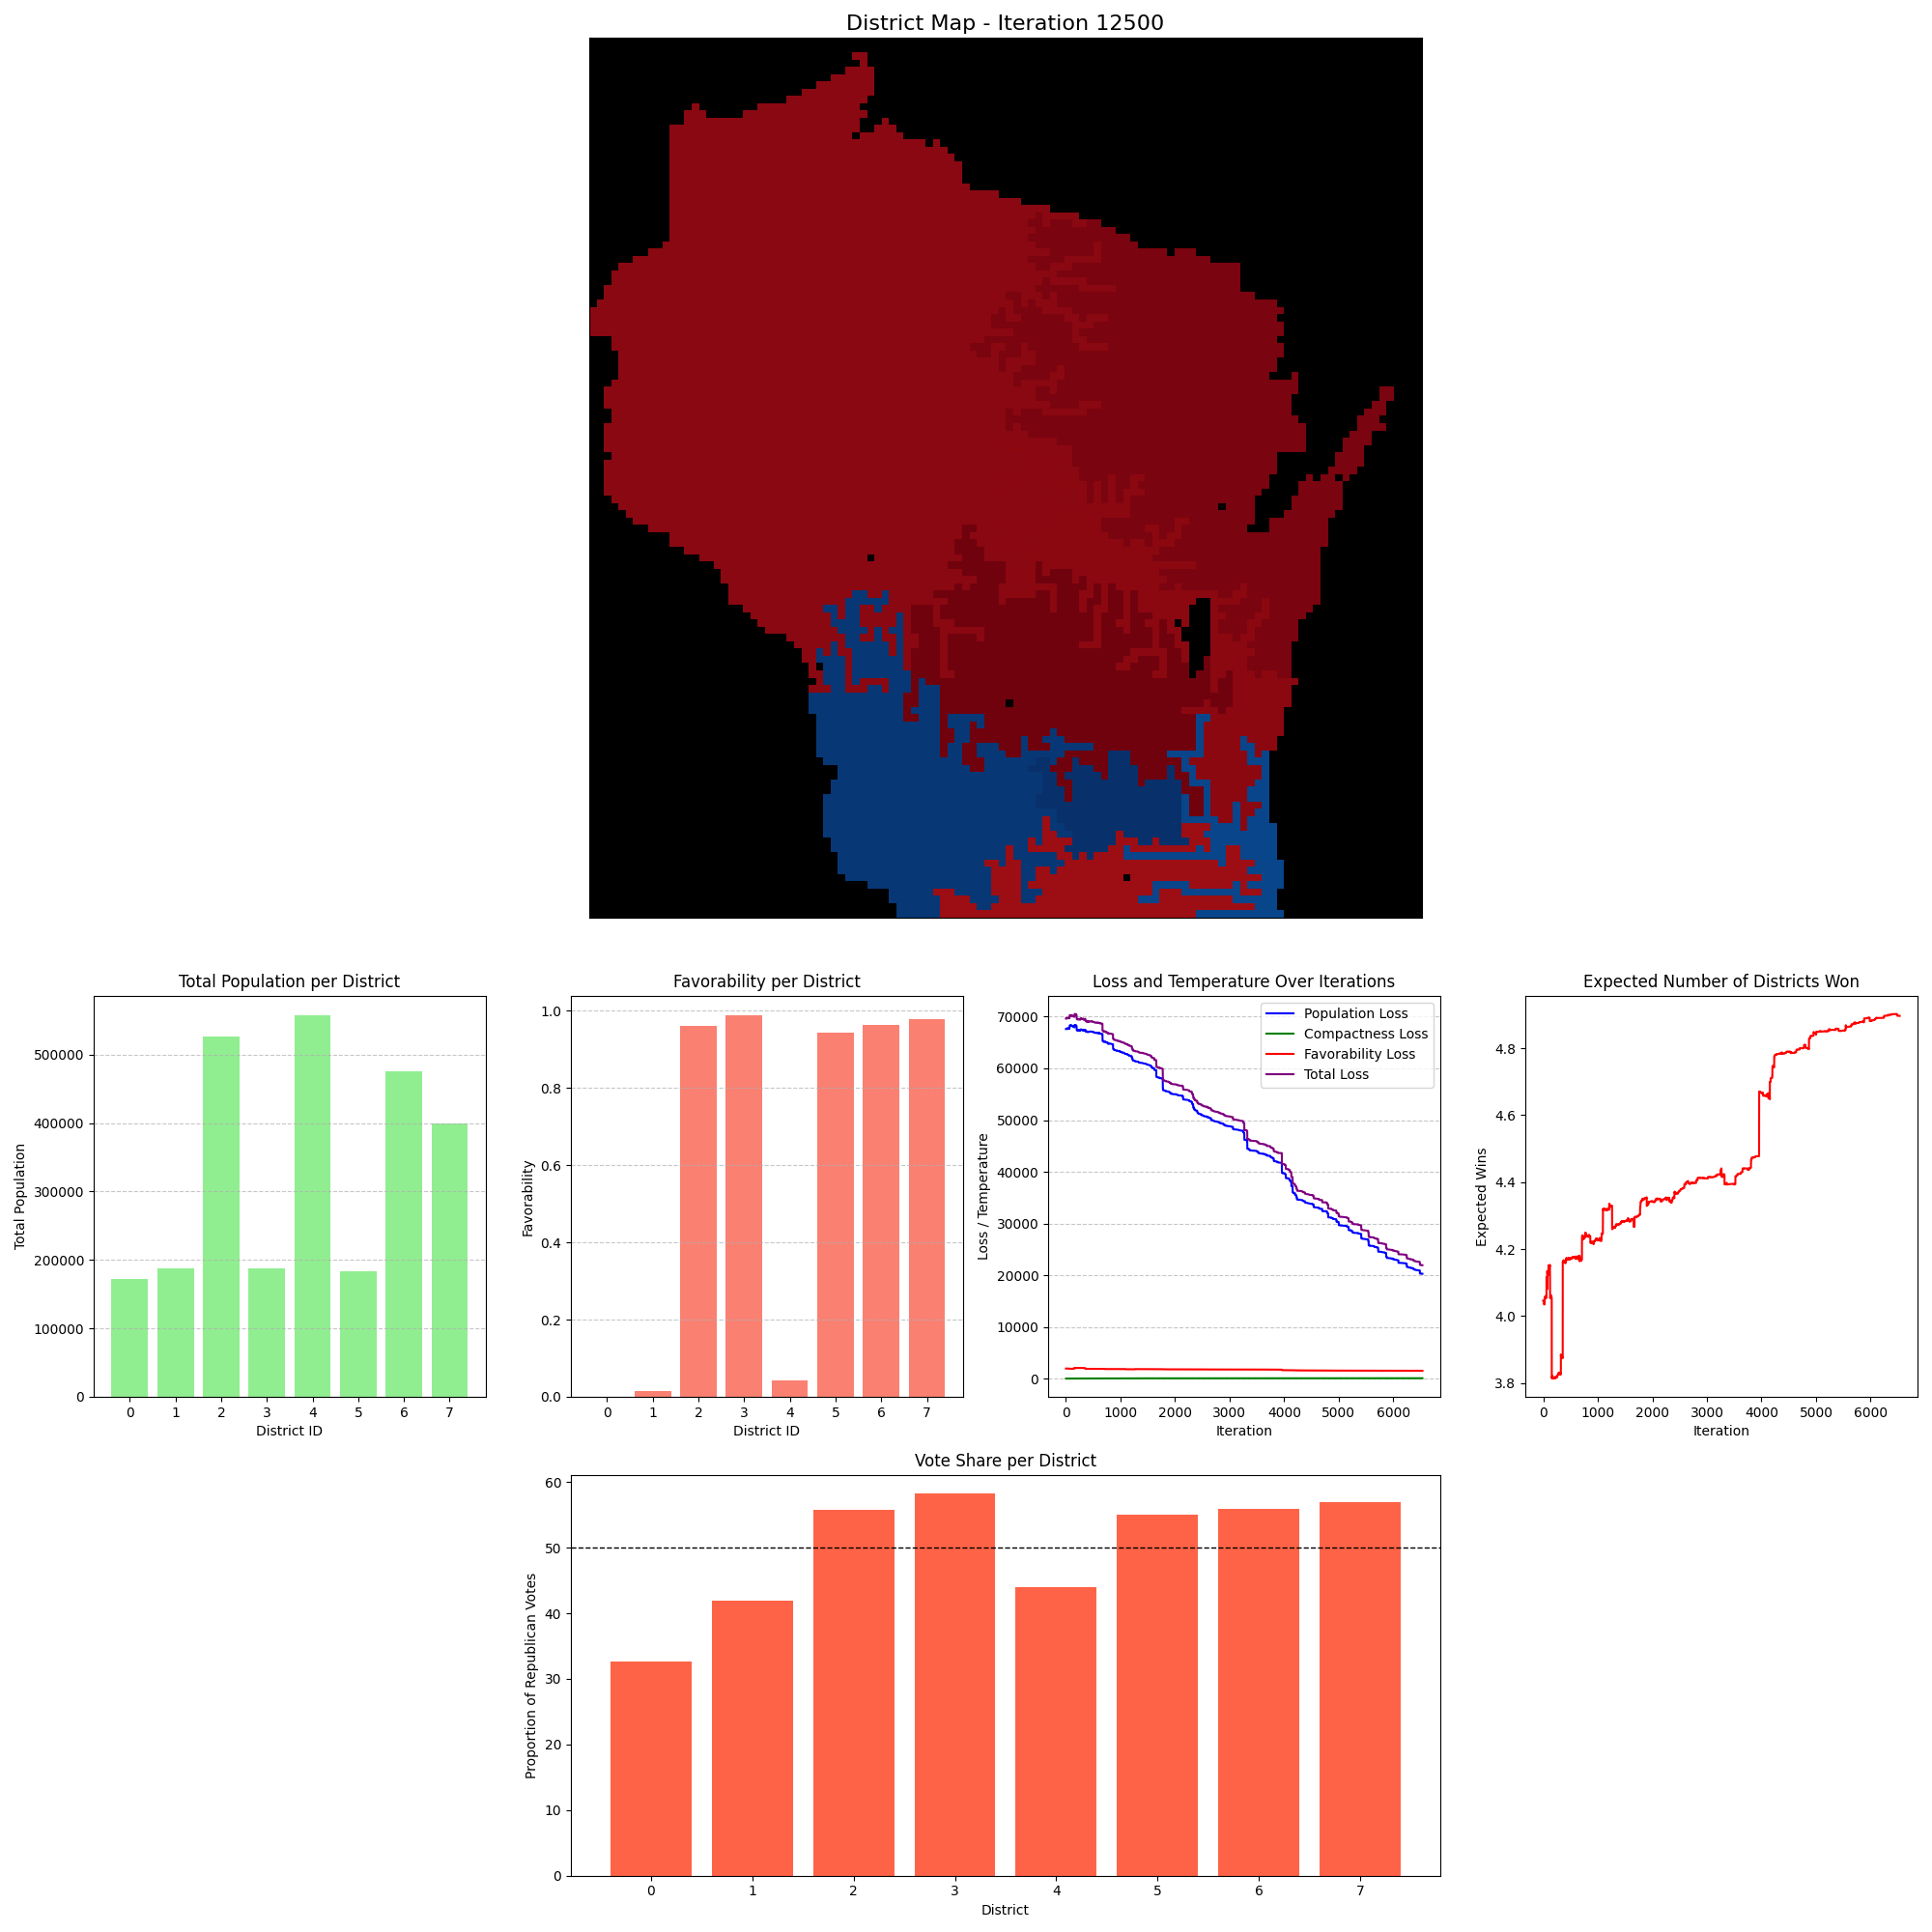 District Map - Iteration 12500
Total Population per District
Total Population
500000
400000
300000
200000
100000
0
0 1 2 3 4 5 6 7
District ID
Favorability per District
Favorability
1.0
0.8
0.6
0.4
0.2
0.0
0 1 2 3 4 5 6 7
District ID
Loss and Temperature Over Iterations
Loss / Temperature
70000
60000
50000
40000
30000
20000
10000
0
Population Loss
Compactness Loss
Favorability Loss
Total Loss
0 1000 2000 3000 4000 5000 6000
Iteration
Expected Number of Districts Won
Expected Wins
4.8
4.6
4.4
4.2
4.0
3.8
0 1000 2000 3000 4000 5000 6000
Iteration
Vote Share per District
Proportion of Republican Votes
60
50
40
30
20
10
0
0 1 2 3 4 5 6 7
District